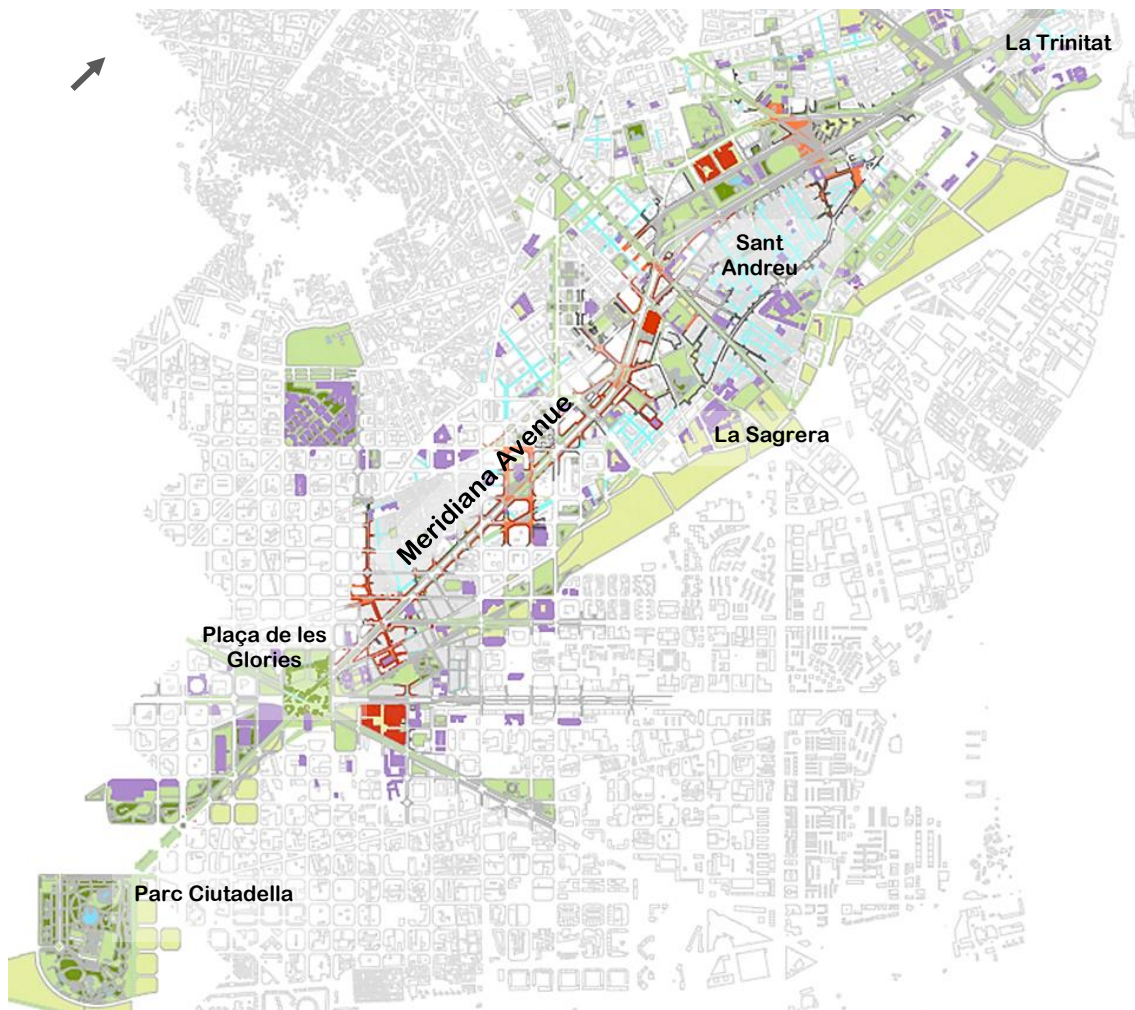 La Trinitat
Sant
Andreu
Meridiana Avenue
La Sagrera
Plaça de les
Glories
Parc Ciutadella